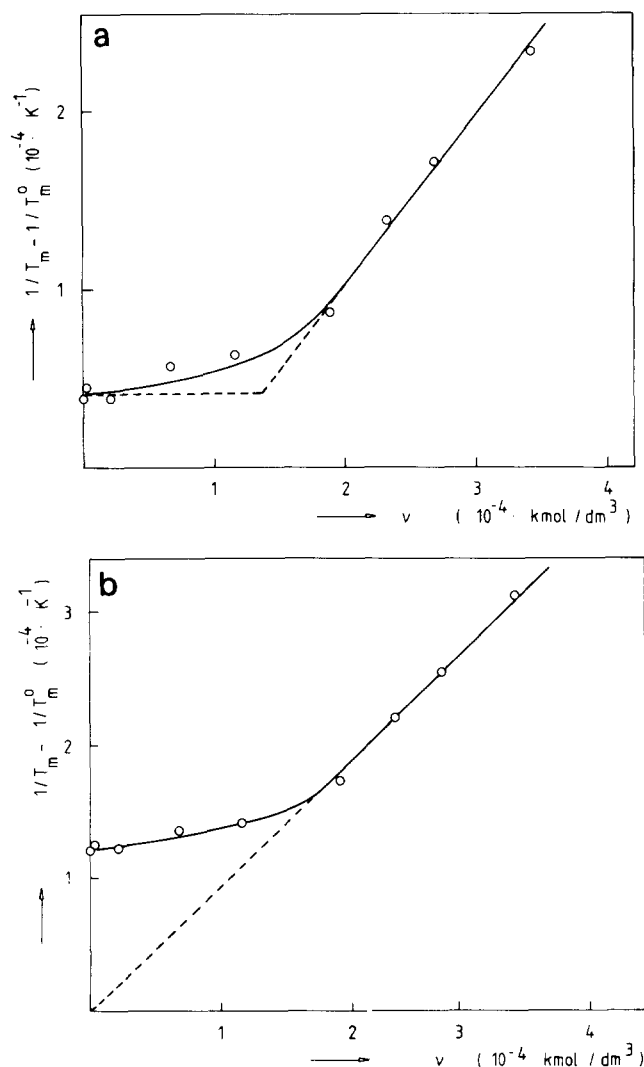 a
1/T_m - 1/T_m^0 (10^-4 · K^-1)
2
1
1 2 3 4
ν (10^-4 · kmol/dm^3)
b
1/T_m - 1/T_m^0 (10^-4 · K^-1)
3
2
1
1 2 3 4
ν (10^-4 · kmol/dm^3)